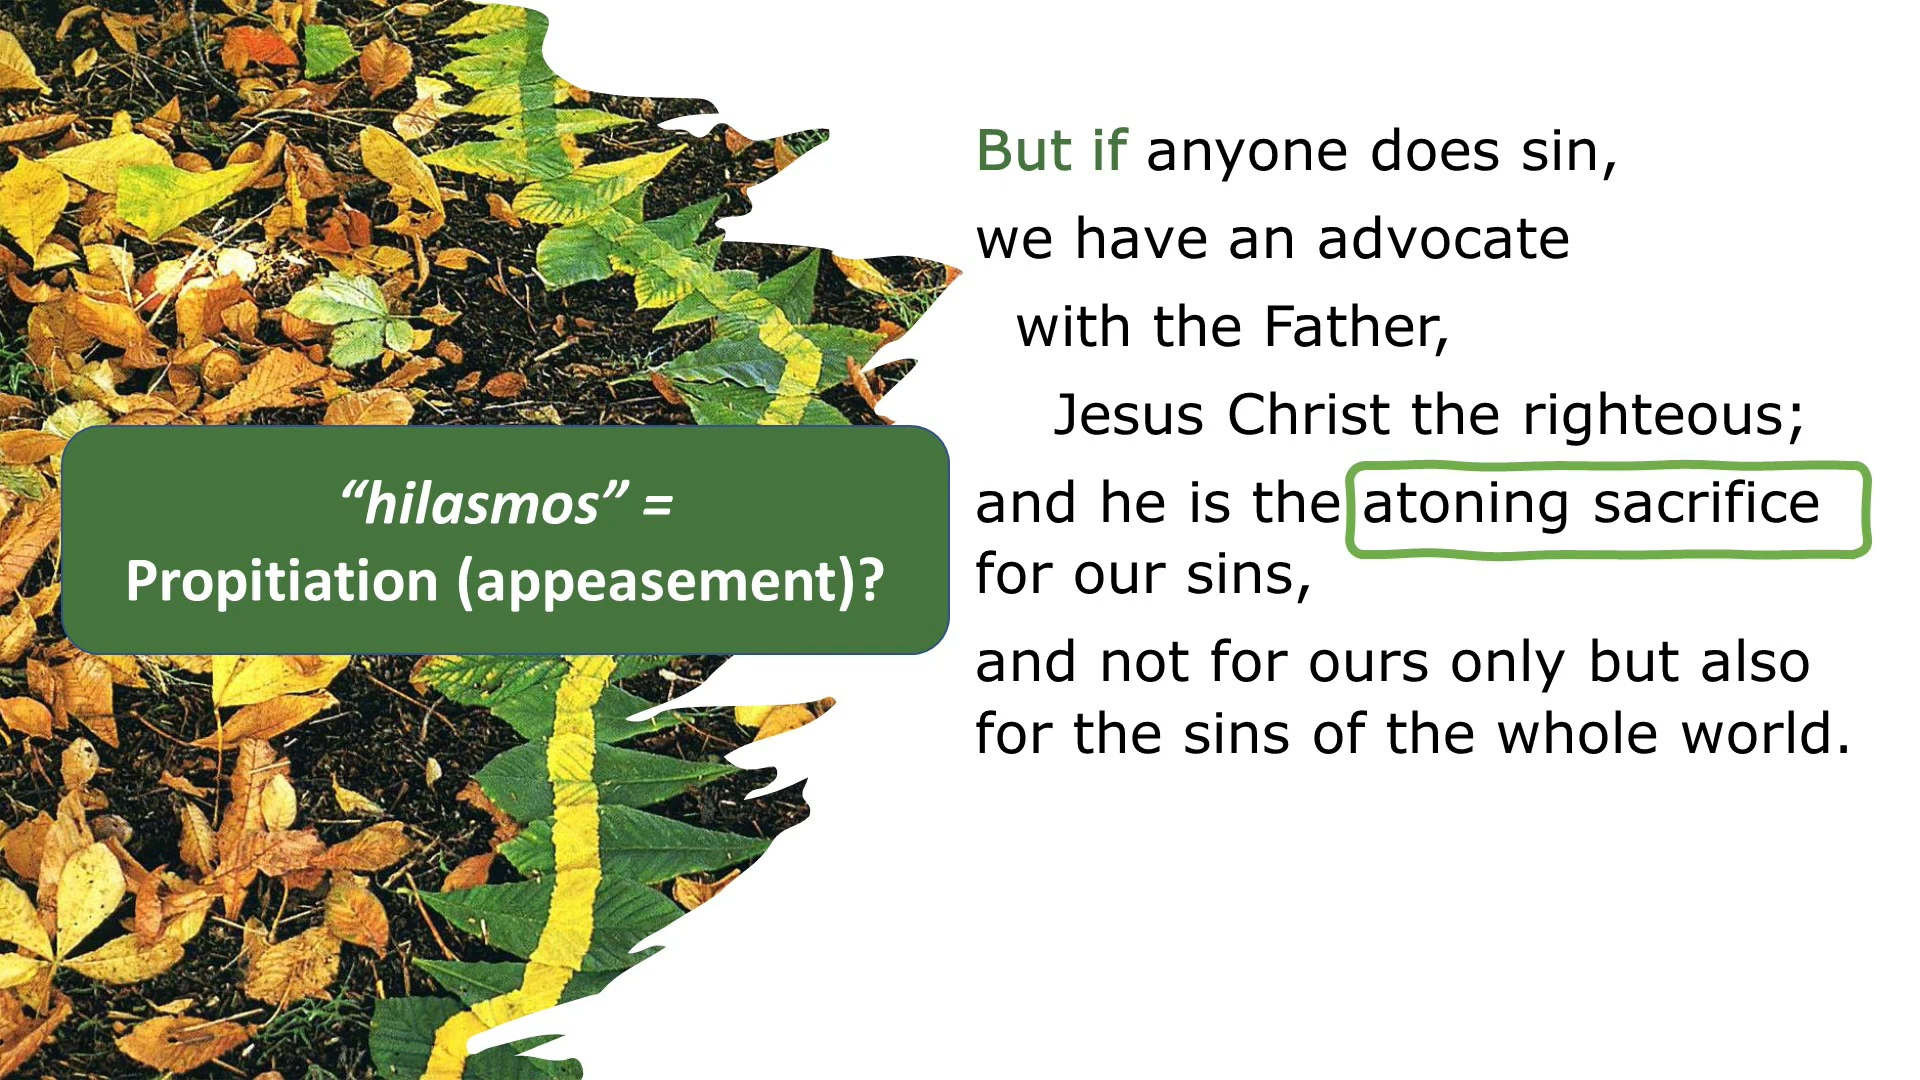 “hilasmos” =
Propitiation (appeasement)?
But if anyone does sin,
we have an advocate
with the Father,
Jesus Christ the righteous;
and he is the atoning sacrifice
for our sins,
and not for ours only but also
for the sins of the whole world.